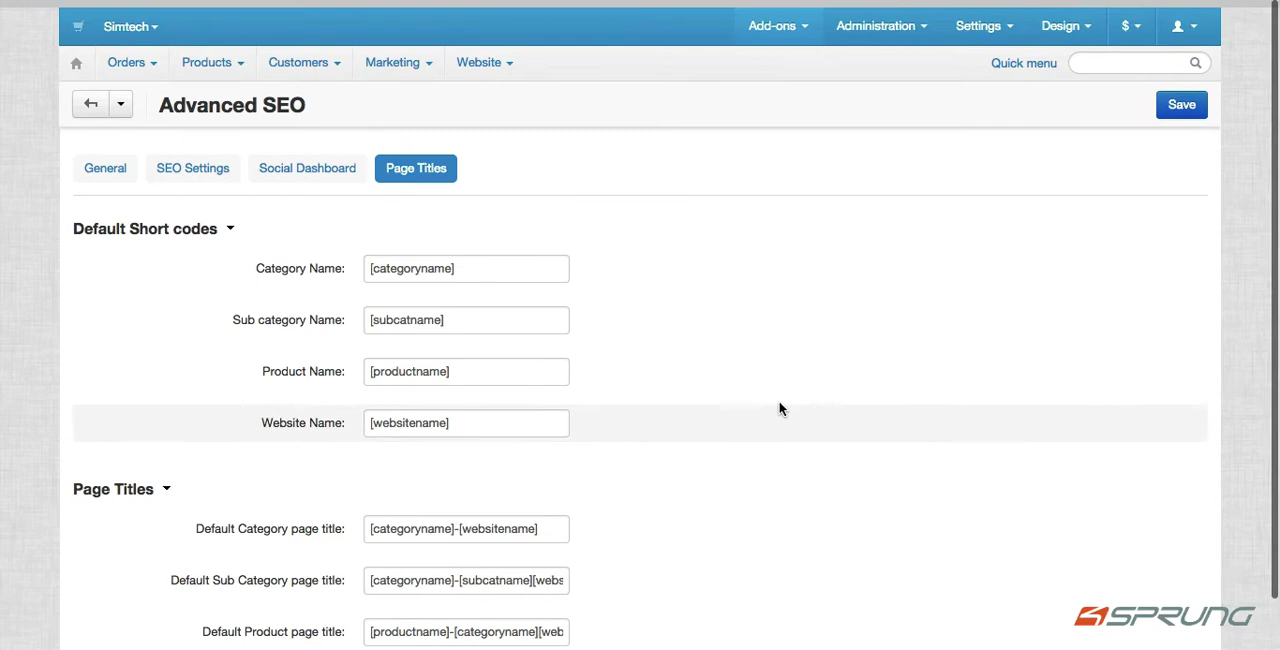 Simtech Add-ons Administration Settings Design $
Orders Products Customers Marketing Website Quick menu
Advanced SEO Save
General SEO Settings Social Dashboard Page Titles
Default Short codes
Category Name: [categoryname]
Sub category Name: [subcatname]
Product Name: [productname]
Website Name: [websitename]
Page Titles
Default Category page title: [categoryname]-[websitename]
Default Sub Category page title: [categoryname]-[subcatname][webs
Default Product page title: [productname]-[categoryname][web
SPRUNG